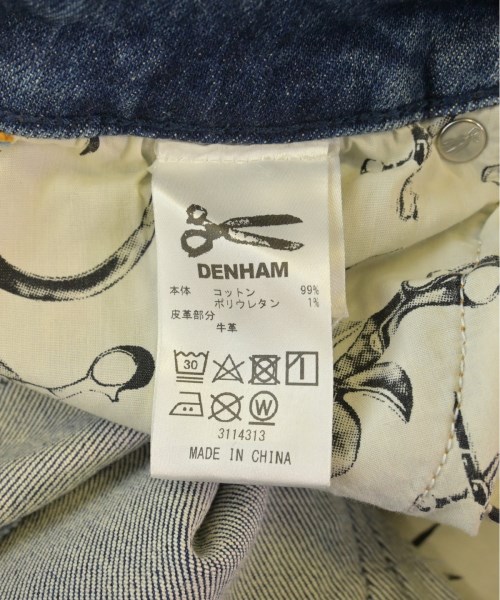 DENHAM
本体 コットン 99%
ポリウレタン 1%
皮革部分
牛革
30
W
3114313
MADE IN CHINA